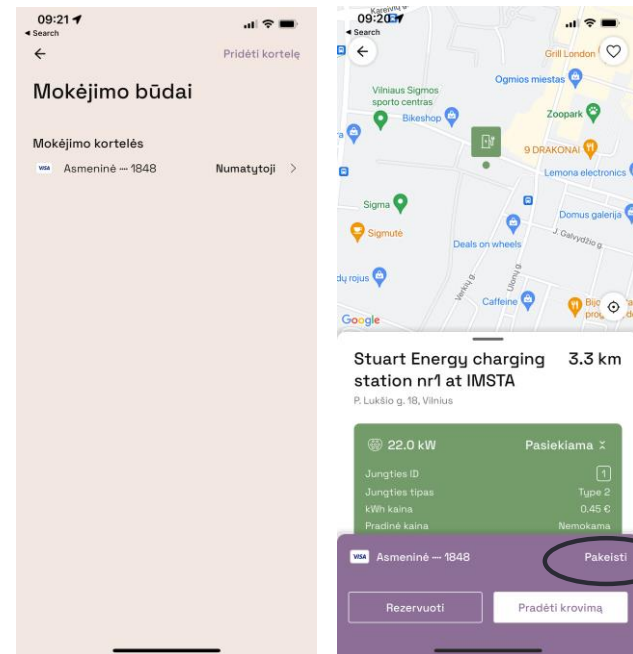 09:21
◄ Search
Pridėti kortelę
Mokėjimo būdai
Mokėjimo kortelės
VISA Asmeninė ···· 1848 Numatytoji
09:20
◄ Search
Grill London
Ogmios miestas
Vilniaus Sigmos
sporto centras
Zoopark
Bikeshop
9 DRAKONAI
Lemona electronics
Sigma
Domus galerija
Sigmutė
J. Galvydžio g.
Deals on wheels
dų rojus
Verkių g.
Ulonų g.
Caffeine
Google
Stuart Energy charging 3.3 km
station nr1 at IMSTA
P. Lukšio g. 18, Vilnius
22.0 kW Pasiekiama
Jungties ID 1
Jungties tipas Type 2
kWh kaina 0.45 €
Pradinė kaina Nemokama
VISA Asmeninė ···· 1848 Pakeisti
Rezervuoti Pradėti krovimą